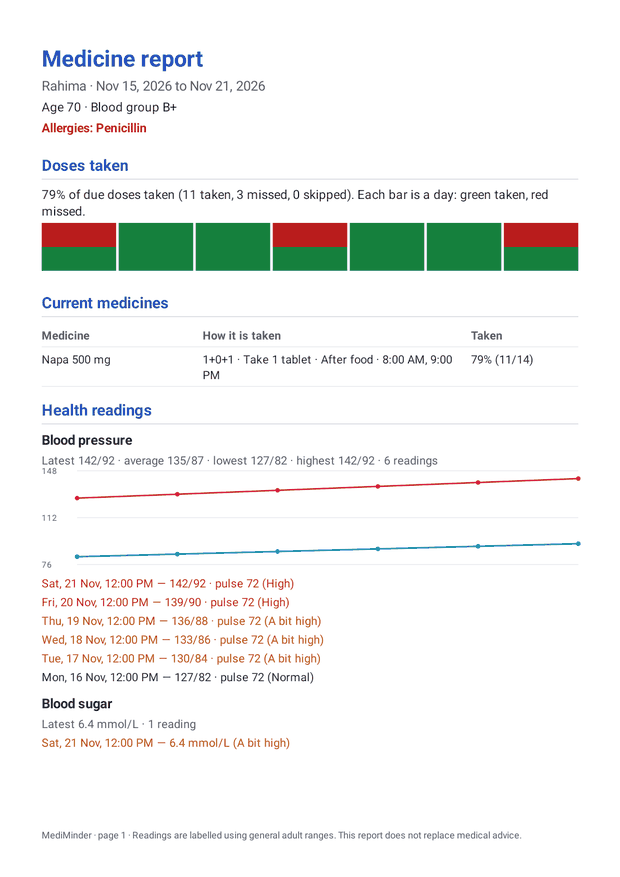 Medicine report
Rahima · Nov 15, 2026 to Nov 21, 2026
Age 70 · Blood group B+
Allergies: Penicillin
Doses taken
79% of due doses taken (11 taken, 3 missed, 0 skipped). Each bar is a day: green taken, red
missed.
Current medicines
Medicine How it is taken Taken
Napa 500 mg 1+0+1 · Take 1 tablet · After food · 8:00 AM, 9:00 79% (11/14)
PM
Health readings
Blood pressure
Latest 142/92 · average 135/87 · lowest 127/82 · highest 142/92 · 6 readings
148
112
76
Sat, 21 Nov, 12:00 PM — 142/92 · pulse 72 (High)
Fri, 20 Nov, 12:00 PM — 139/90 · pulse 72 (High)
Thu, 19 Nov, 12:00 PM — 136/88 · pulse 72 (A bit high)
Wed, 18 Nov, 12:00 PM — 133/86 · pulse 72 (A bit high)
Tue, 17 Nov, 12:00 PM — 130/84 · pulse 72 (A bit high)
Mon, 16 Nov, 12:00 PM — 127/82 · pulse 72 (Normal)
Blood sugar
Latest 6.4 mmol/L · 1 reading
Sat, 21 Nov, 12:00 PM — 6.4 mmol/L (A bit high)
MediMinder · page 1 · Readings are labelled using general adult ranges. This report does not replace medical advice.